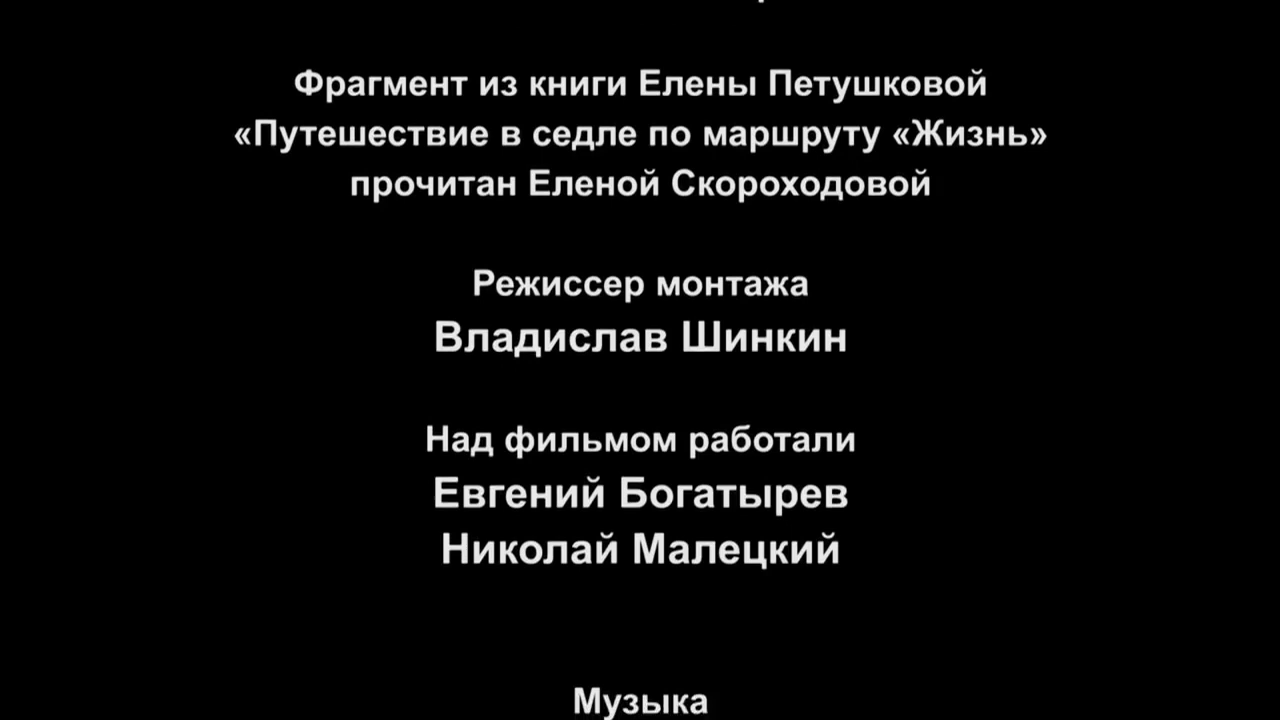 Фрагмент из книги Елены Петушковой
«Путешествие в седле по маршруту «Жизнь»
прочитан Еленой Скороходовой
Режиссер монтажа
Владислав Шинкин
Над фильмом работали
Евгений Богатырев
Николай Малецкий
Музыка